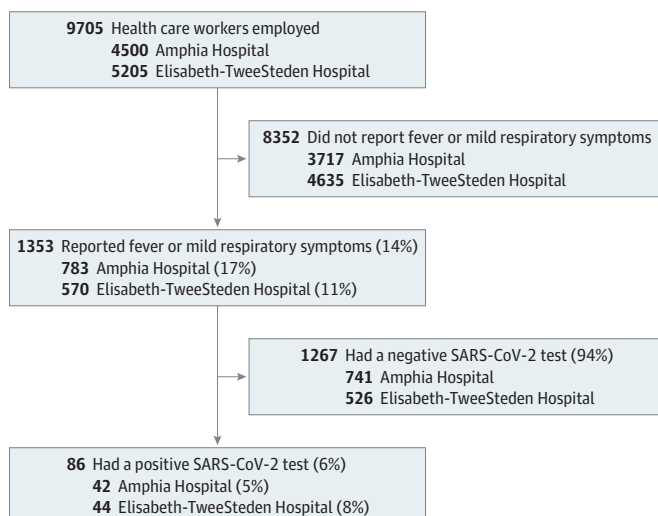 9705 Health care workers employed
4500 Amphia Hospital
5205 Elisabeth-TweeSteden Hospital
8352 Did not report fever or mild respiratory symptoms
3717 Amphia Hospital
4635 Elisabeth-TweeSteden Hospital
1353 Reported fever or mild respiratory symptoms (14%)
783 Amphia Hospital (17%)
570 Elisabeth-TweeSteden Hospital (11%)
1267 Had a negative SARS-CoV-2 test (94%)
741 Amphia Hospital
526 Elisabeth-TweeSteden Hospital
86 Had a positive SARS-CoV-2 test (6%)
42 Amphia Hospital (5%)
44 Elisabeth-TweeSteden Hospital (8%)